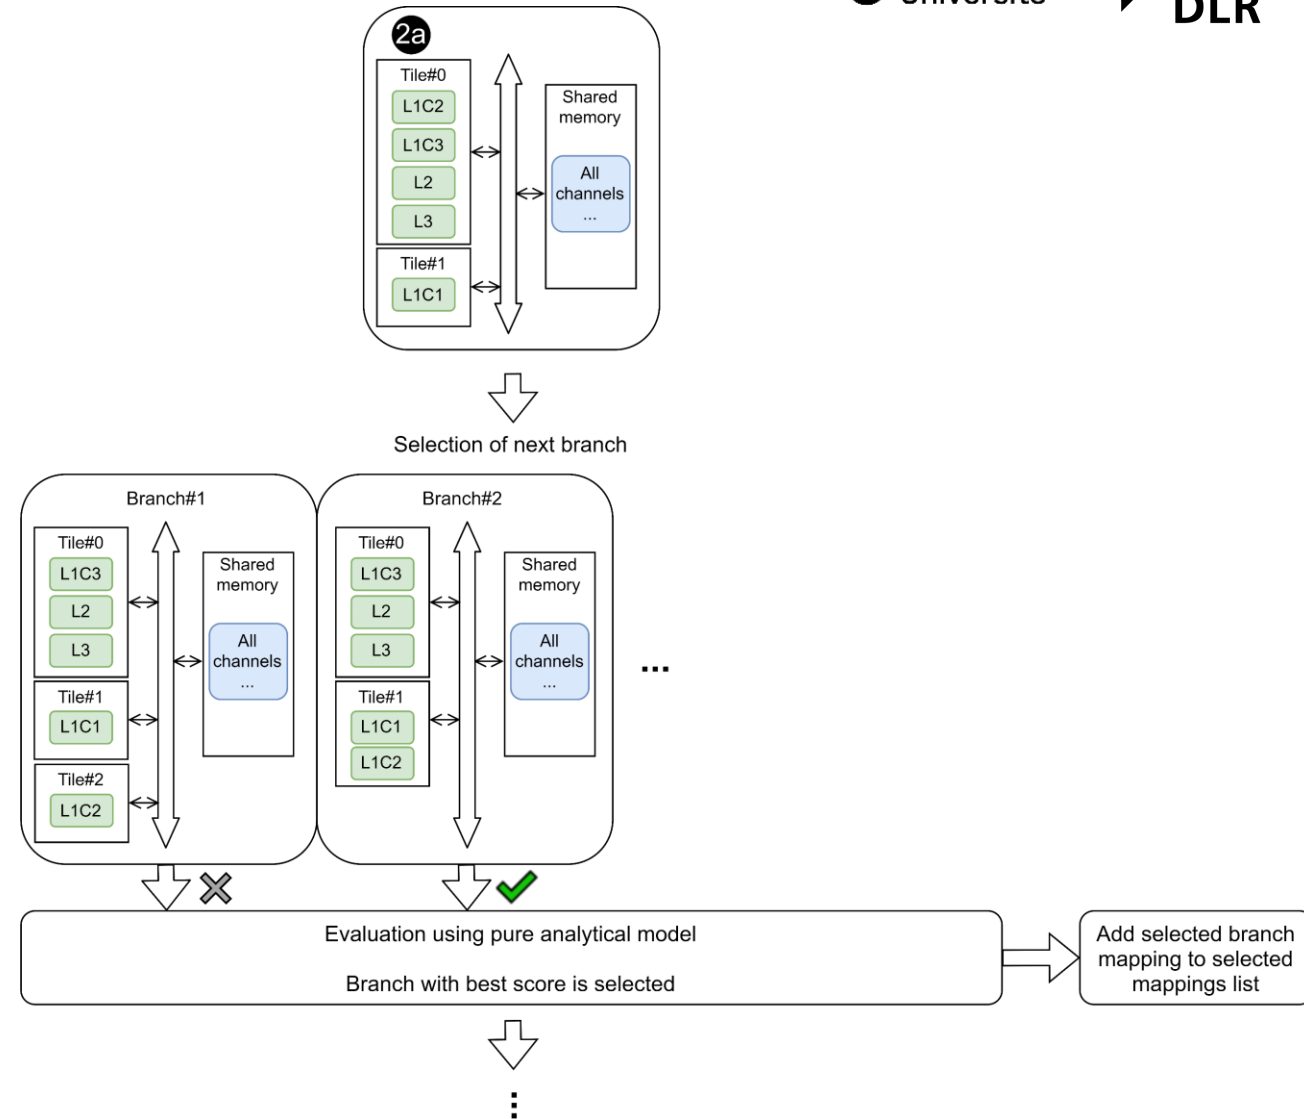 Université
DLR
2a
Tile#0
L1C2
L1C3
L2
L3
Tile#1
L1C1
Shared
memory
All
channels
...
Selection of next branch
Branch#1
Tile#0
L1C3
L2
L3
Tile#1
L1C1
Tile#2
L1C2
Shared
memory
All
channels
...
Branch#2
Tile#0
L1C3
L2
L3
Tile#1
L1C1
L1C2
Shared
memory
All
channels
...
...
Evaluation using pure analytical model
Branch with best score is selected
Add selected branch
mapping to selected
mappings list